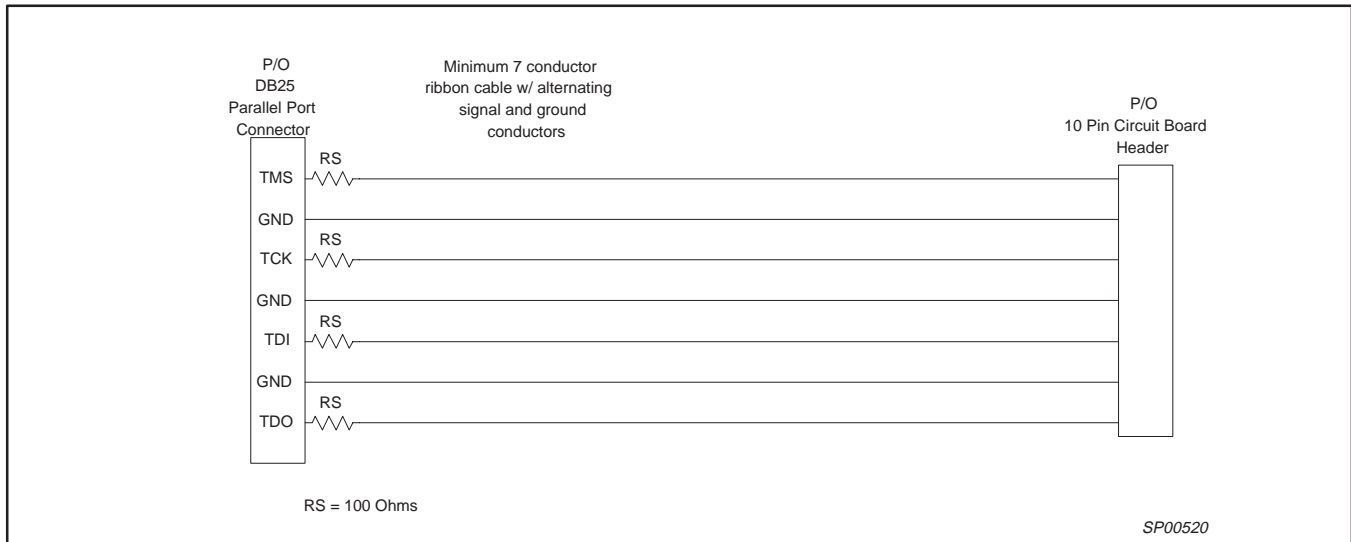 P/O
DB25
Parallel Port
Connector
Minimum 7 conductor
ribbon cable w/ alternating
signal and ground
conductors
P/O
10 Pin Circuit Board
Header
RS
TMS
GND
RS
TCK
GND
RS
TDI
GND
RS
TDO
RS = 100 Ohms
SP00520